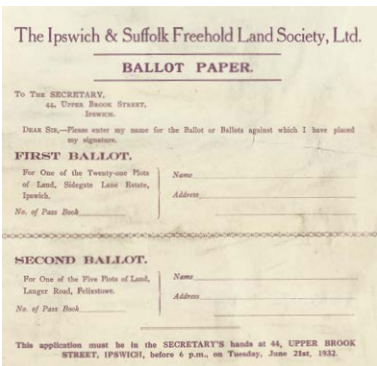 The Ipswich & Suffolk Freehold Land Society, Ltd.
BALLOT PAPER.
To The SECRETARY,
44, Upper Brook Street,
Ipswich.
Dear Sir,—Please enter my name for the Ballot or Ballots against which I have placed
my signature.
FIRST BALLOT.
For One of the Twenty-one Plots
of Land, Sidegate Lane Estate,
Ipswich.
No. of Pass Book
Name
Address
SECOND BALLOT.
For One of the Five Plots of Land,
Langer Road, Felixstowe.
No. of Pass Book
Name
Address
This application must be in the SECRETARY'S hands at 44, UPPER BROOK
STREET, IPSWICH, before 6 p.m., on Tuesday, June 21st, 1932.